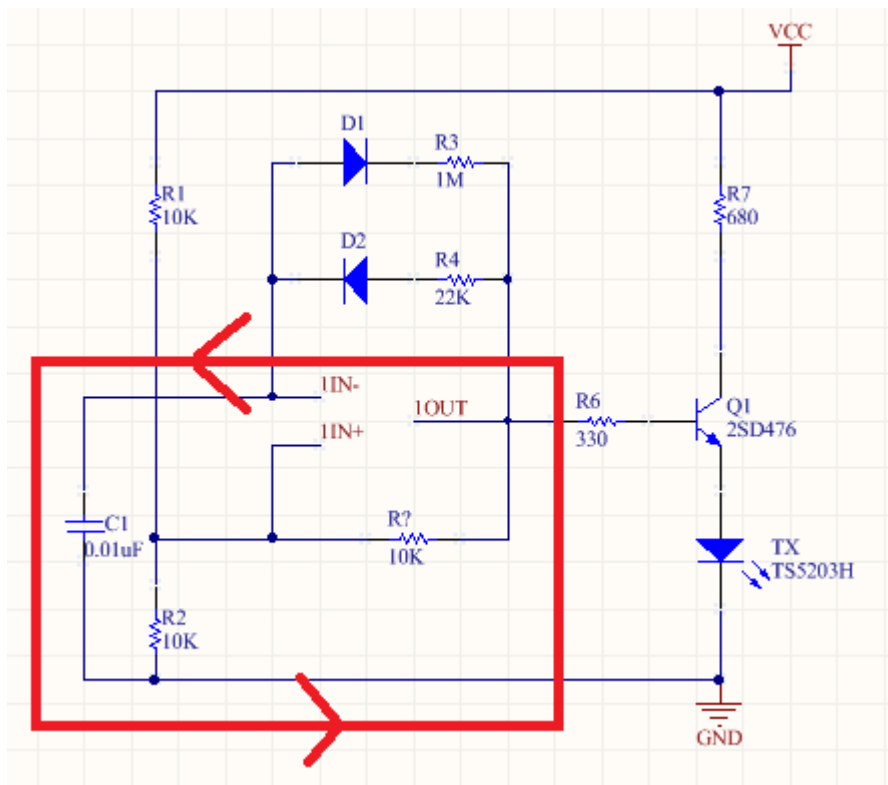 VCC
D1
R3
1M
R1
10K
R7
680
D2
R4
22K
1IN-
1OUT
1IN+
R6
330
Q1
2SD476
C1
0.01uF
R?
10K
TX
TS5203H
R2
10K
GND